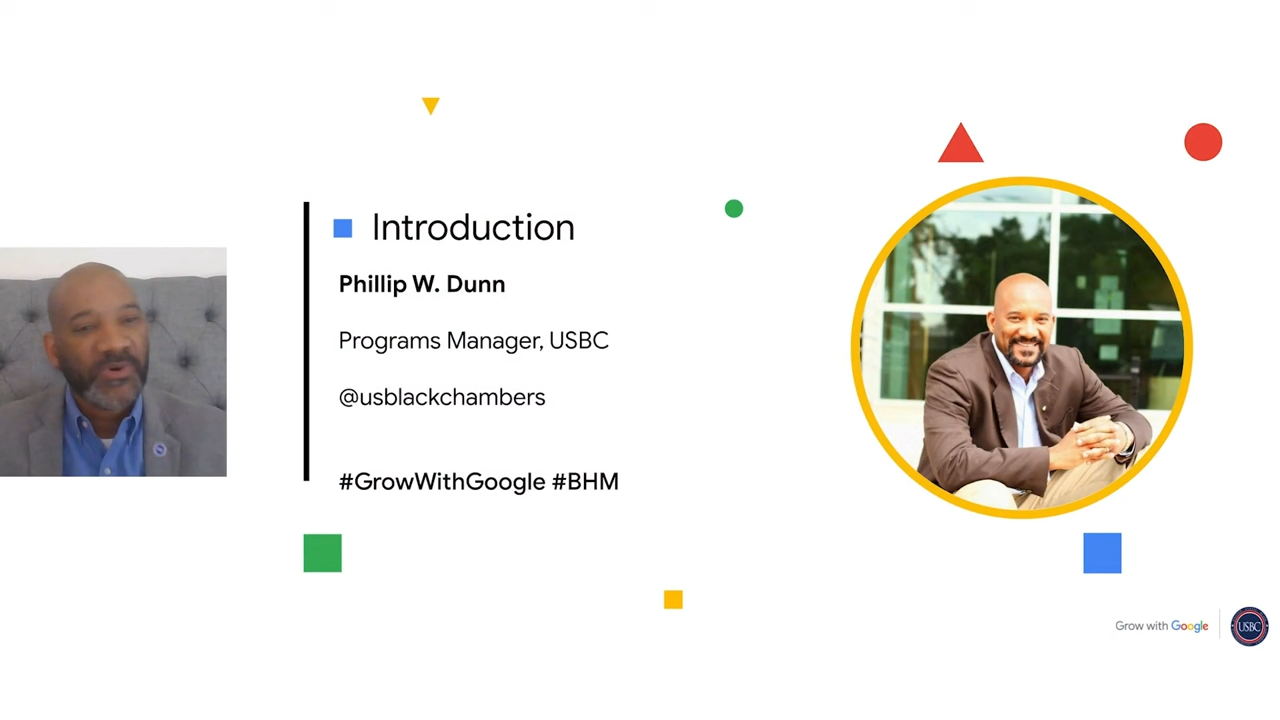 Introduction
Phillip W. Dunn
Programs Manager, USBC
@usblackchambers
#GrowWithGoogle #BHM
Grow with Google
USBC